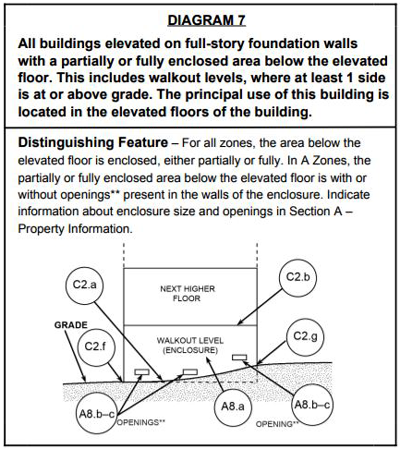 DIAGRAM 7
All buildings elevated on full-story foundation walls
with a partially or fully enclosed area below the elevated
floor. This includes walkout levels, where at least 1 side
is at or above grade. The principal use of this building is
located in the elevated floors of the building.
Distinguishing Feature – For all zones, the area below the
elevated floor is enclosed, either partially or fully. In A Zones, the
partially or fully enclosed area below the elevated floor is with or
without openings** present in the walls of the enclosure. Indicate
information about enclosure size and openings in Section A –
Property Information.
C2.a
C2.b
NEXT HIGHER
FLOOR
GRADE
C2.f
WALKOUT LEVEL
(ENCLOSURE)
C2.g
A8.b–c
OPENINGS**
A8.a
OPENING**
A8.b–c